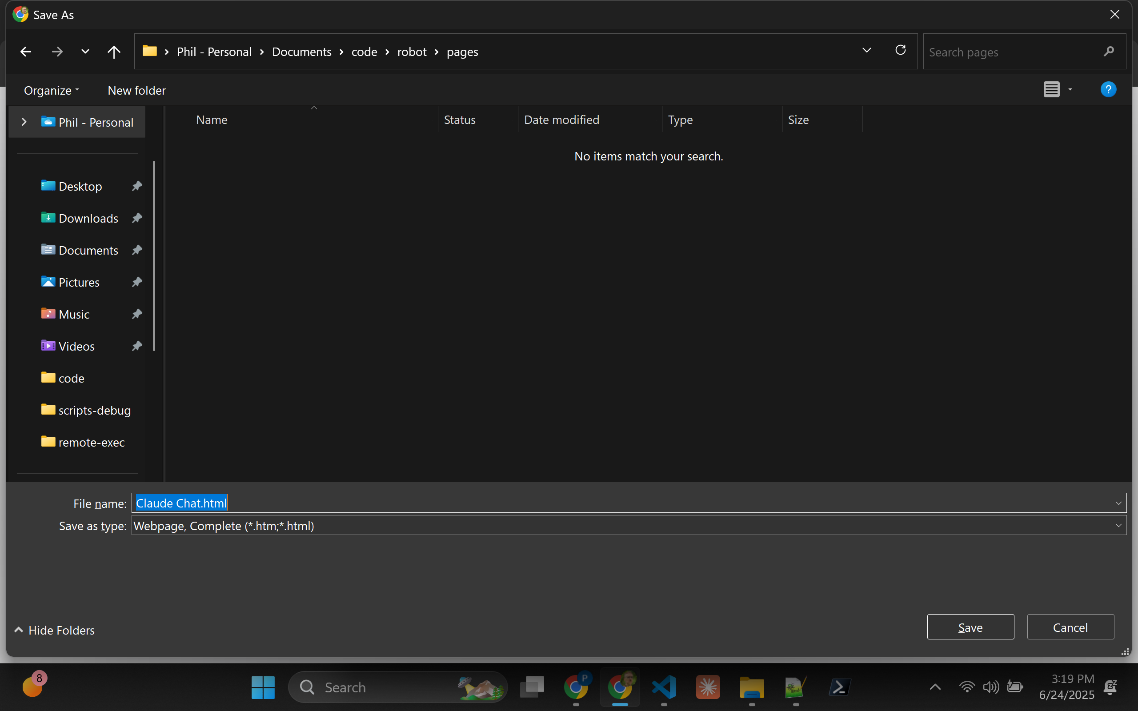 Save As
Phil - Personal > Documents > code > robot > pages
Search pages
Organize
New folder
?
Phil - Personal
Name Status Date modified Type Size
No items match your search.
Desktop
Downloads
Documents
Pictures
Music
Videos
code
scripts-debug
remote-exec
File name: Claude Chat.html
Save as type: Webpage, Complete (*.htm;*.html)
Hide Folders
Save
Cancel
8
Search
P
3:19 PM
6/24/2025